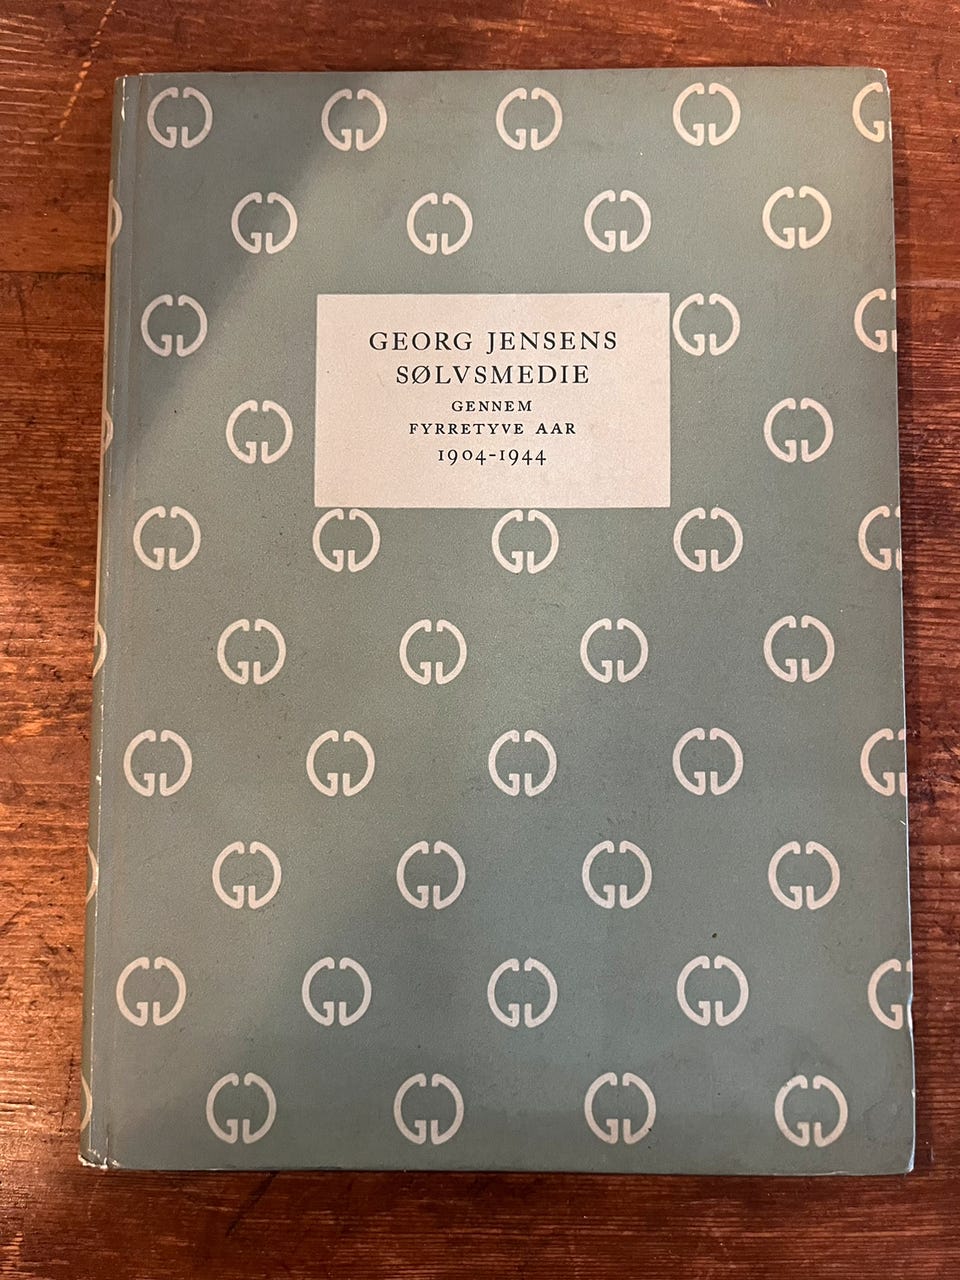 GEORG JENSENS
SØLVSMEDIE
GENNEM
FYRRETYVE AAR
1904-1944